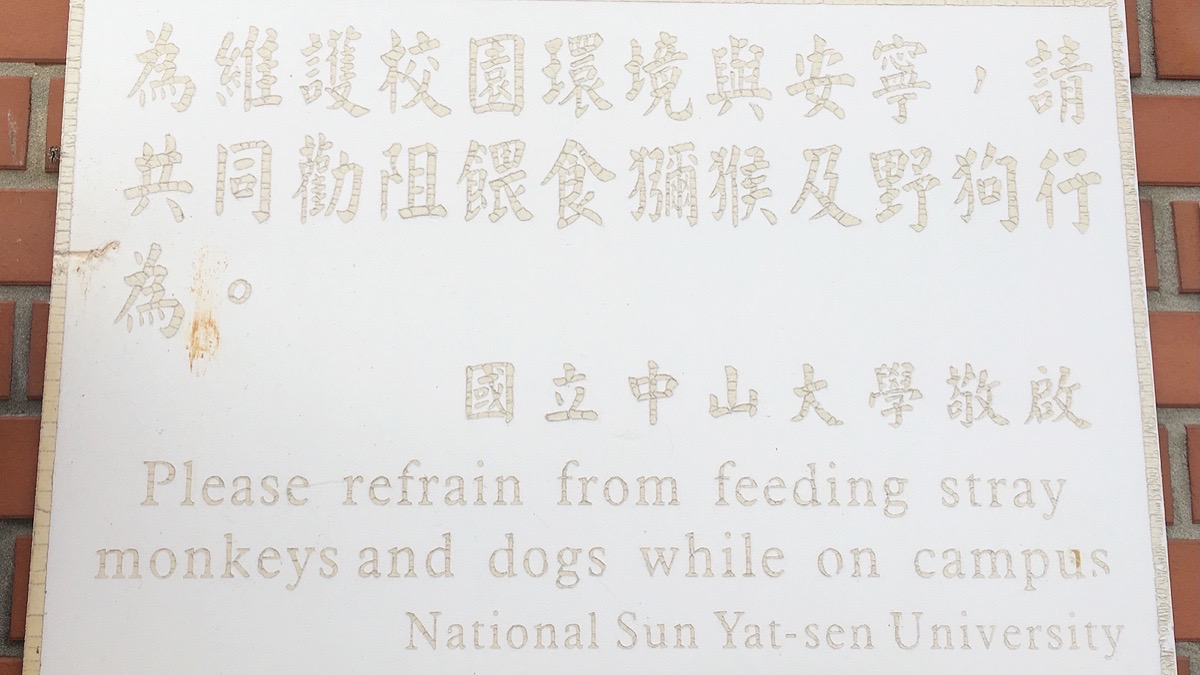 為維護校園環境與安寧，請
共同勸阻餵食獼猴及野狗行
為。
國立中山大學敬啟
Please refrain from feeding stray
monkeys and dogs while on campus
National Sun Yat-sen University